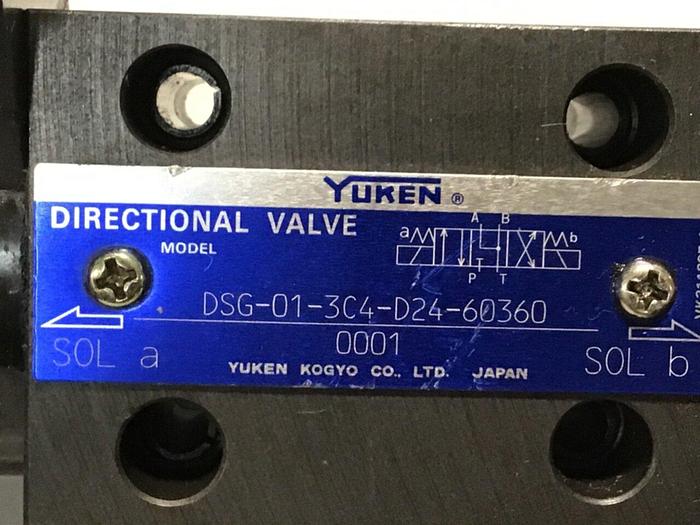 YUKEN ®
DIRECTIONAL VALVE
MODEL
A B
a b
P T
DSG-01-3C4-D24-60360
0001
SOL a SOL b
YUKEN KOGYO CO., LTD. JAPAN